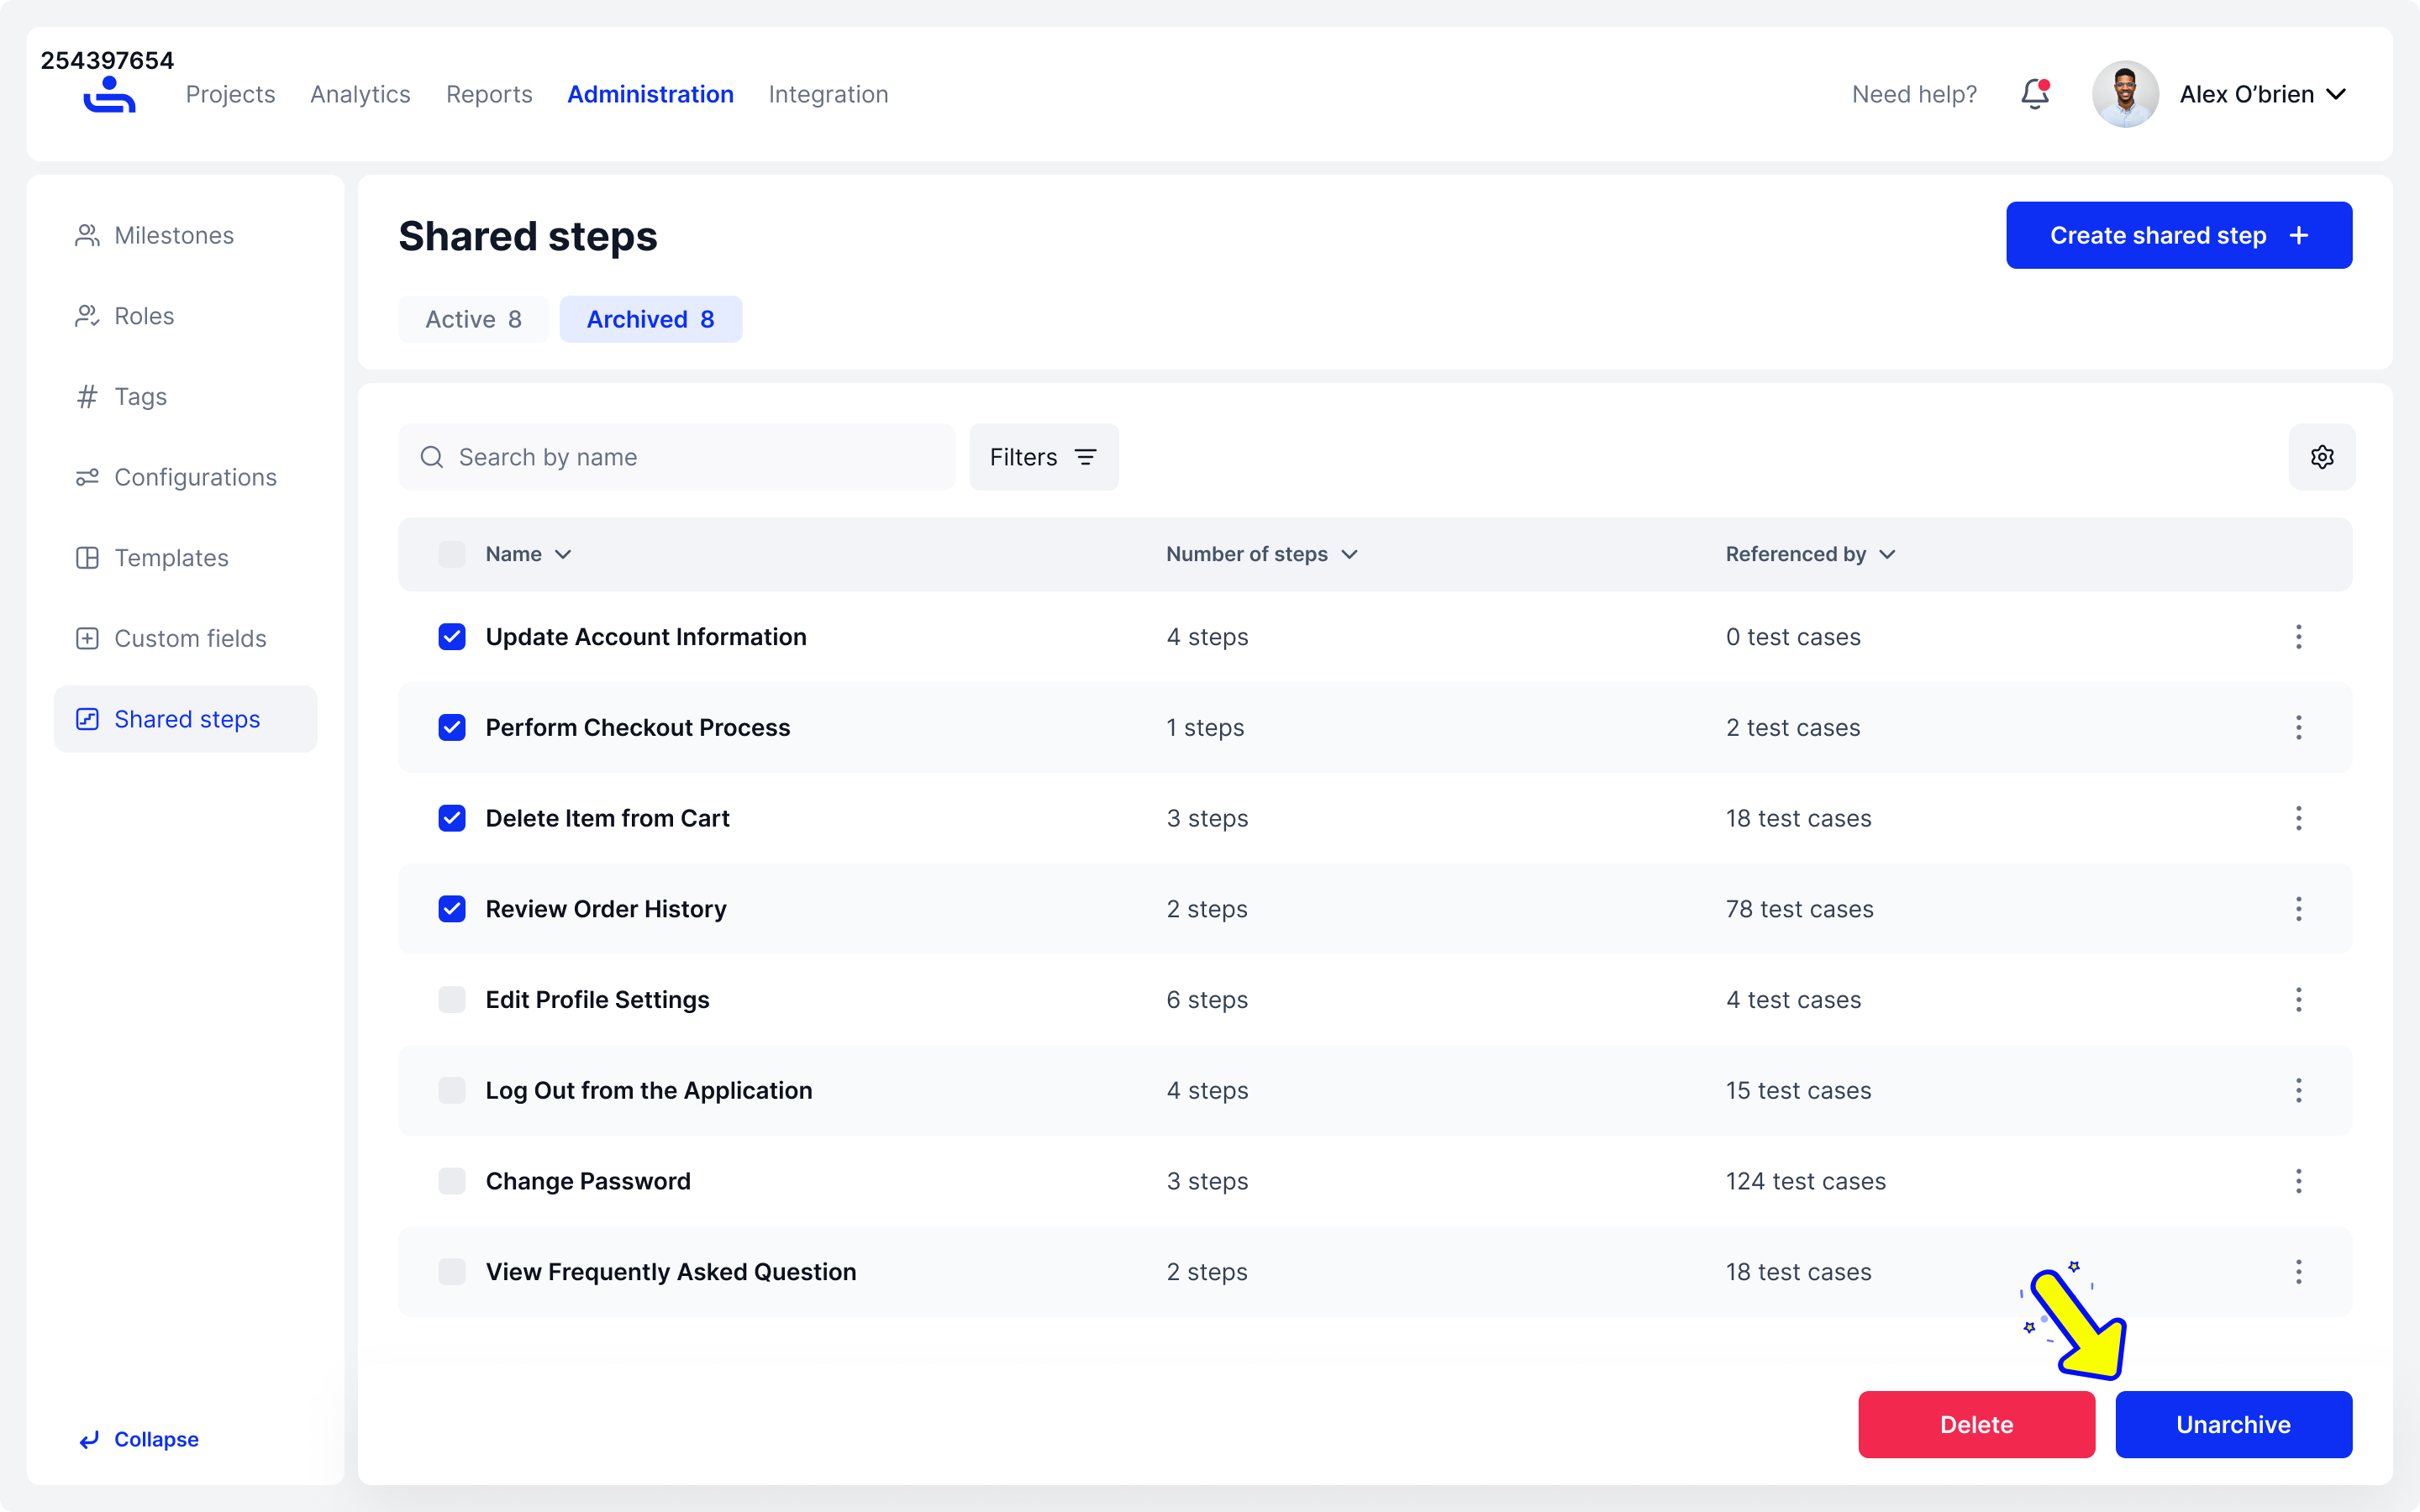 254397654
Projects Analytics Reports Administration Integration Need help? Alex O’brien
Milestones
Roles
Tags
Configurations
Templates
Custom fields
Shared steps
Collapse
Shared steps
Create shared step +
Active 8 Archived 8
Search by name Filters
Name Number of steps Referenced by
Update Account Information 4 steps 0 test cases
Perform Checkout Process 1 steps 2 test cases
Delete Item from Cart 3 steps 18 test cases
Review Order History 2 steps 78 test cases
Edit Profile Settings 6 steps 4 test cases
Log Out from the Application 4 steps 15 test cases
Change Password 3 steps 124 test cases
View Frequently Asked Question 2 steps 18 test cases
Delete Unarchive